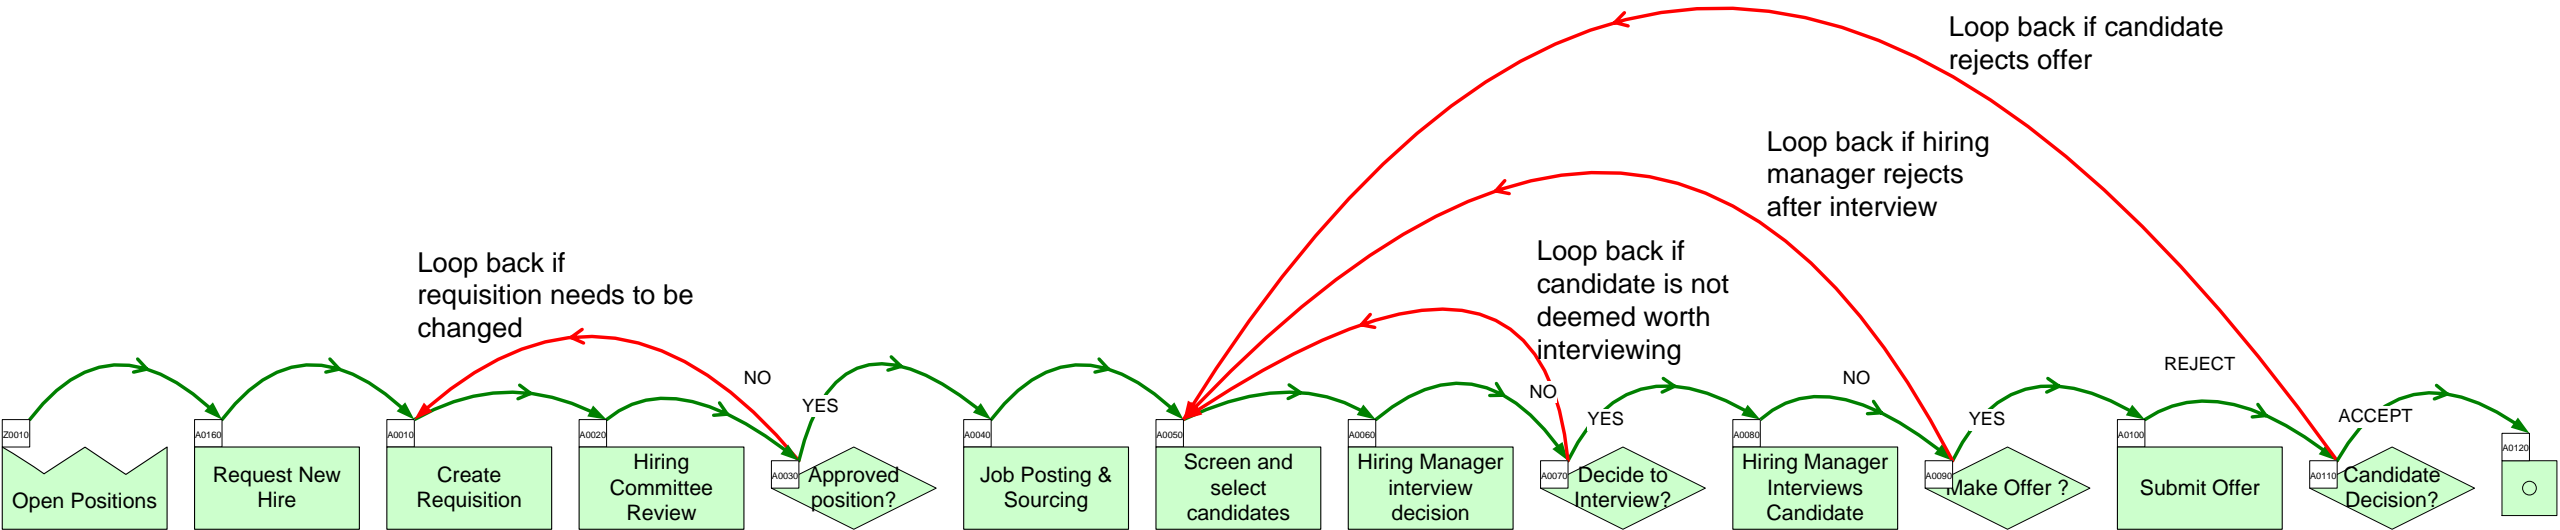 Loop back if candidate
rejects offer
Loop back if hiring
manager rejects
after interview
Loop back if
candidate is not
deemed worth
interviewing
Loop back if
requisition needs to be
changed
NO
YES
NO
YES
NO
YES
REJECT
ACCEPT
Z0010
Open Positions
A0160
Request New
Hire
A0010
Create
Requisition
A0020
Hiring
Committee
Review
A0030
Approved
position?
A0040
Job Posting &
Sourcing
A0050
Screen and
select
candidates
A0060
Hiring Manager
interview
decision
A0070
Decide to
Interview?
A0080
Hiring Manager
Interviews
Candidate
A0090
Make Offer ?
A0100
Submit Offer
A0110
Candidate
Decision?
A0120